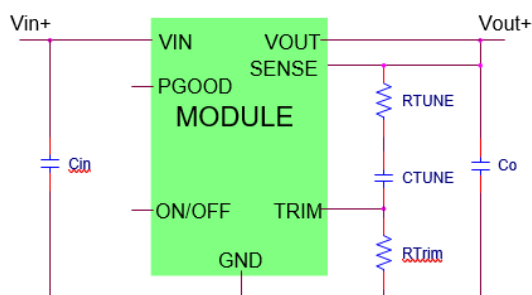 Vin+
Vout+
VIN
VOUT
SENSE
PGOOD
RTUNE
MODULE
Cin
CTUNE
Co
ON/OFF
TRIM
GND
RTrim